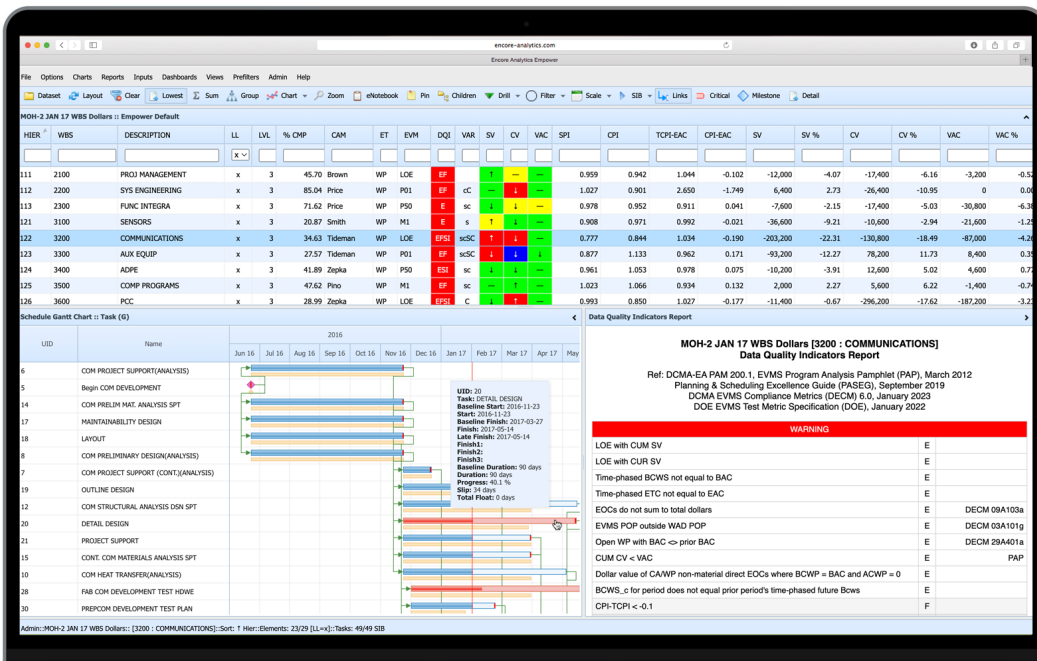 encore-analytics.com
Encore Analytics Empower
File Options Charts Reports Inputs Dashboards Views Prefilters Admin Help
Dataset Layout Clear Lowest Sum Group Chart Zoom eNotebook Pin Children Drill Filter Scale SIB Links Critical Milestone Detail
MOH-2 JAN 17 WBS Dollars :: Empower Default
HIER WBS DESCRIPTION LL LVL % CMP CAM ET EVM DQI VAR SV CV VAC SPI CPI TCPI-EAC CPI-EAC SV SV % CV CV % VAC VAC %
x
111 2100 PROJ MANAGEMENT x 3 45.70 Brown WP LOE EF ↑ — — 0.959 0.942 1.044 -0.102 -12,000 -4.07 -17,400 -6.16 -3,200 -0.52
112 2200 SYS ENGINEERING x 3 85.04 Price WP P01 EF cC — ↓ — 1.027 0.901 2.650 -1.749 6,400 2.73 -26,400 -10.95 0 0.00
113 2300 FUNC INTEGRA x 3 71.62 Price WP P50 E sc ↓ ↓ — 0.978 0.952 0.911 0.041 -7,600 -2.15 -17,400 -5.03 -30,800 -6.38
121 3100 SENSORS x 3 20.87 Smith WP M1 E s ↑ ↓ — 0.908 0.971 0.992 -0.021 -36,600 -9.21 -10,600 -2.94 -21,600 -1.25
122 3200 COMMUNICATIONS x 3 34.63 Tideman WP LOE EFSI scSC ↑ ↓ — 0.777 0.844 1.034 -0.190 -203,200 -22.31 -130,800 -18.49 -87,000 -4.26
123 3300 AUX EQUIP x 3 27.57 Tideman WP P01 EF scSC ↓ ↓ ↓ 0.877 1.133 0.962 0.171 -93,200 -12.27 78,200 11.73 8,400 0.35
124 3400 ADPE x 3 41.89 Zepka WP P50 ESI sc ↓ ↓ — 0.961 1.053 0.978 0.075 -10,200 -3.91 12,600 5.02 4,600 0.77
125 3500 COMP PROGRAMS x 3 47.62 Pino WP M1 EF sc — ↑ — 1.023 1.066 0.934 0.132 2,000 2.27 5,600 6.22 -1,400 -0.74
126 3600 PCC x 3 28.99 Zepka WP LOE EFSI C ↓ ↑ — 0.993 0.850 1.027 -0.177 -11,400 -0.67 -296,200 -17.62 -187,200 -3.23
Schedule Gantt Chart :: Task (G)
UID Name 2016
Jun 16 Jul 16 Aug 16 Sep 16 Oct 16 Nov 16 Dec 16 Jan 17 Feb 17 Mar 17 Apr 17 May
6 COM PROJECT SUPPORT(ANALYSIS)
5 Begin COM DEVELOPMENT
14 COM PRELIM MAT. ANALYSIS SPT
17 MAINTAINABILITY DESIGN
18 LAYOUT
8 COM PRELIMINARY DESIGN(ANALYSIS)
7 COM PROJECT SUPPORT (CONT.)(ANALYSIS)
19 OUTLINE DESIGN
12 COM STRUCTURAL ANALYSIS DSN SPT
20 DETAIL DESIGN
21 PROJECT SUPPORT
15 CONT. COM MATERIALS ANALYSIS SPT
10 COM HEAT TRANSFER(ANALYSIS)
28 FAB COM DEVELOPMENT TEST HDWE
30 PREPCOM DEVELOPMENT TEST PLAN
UID: 20
Task: DETAIL DESIGN
Baseline Start: 2016-11-23
Start: 2016-11-23
Baseline Finish: 2017-03-27
Finish: 2017-05-14
Late Finish: 2017-05-14
Finish1:
Finish2:
Finish3:
Baseline Duration: 90 days
Duration: 90 days
Progress: 40.1 %
Slip: 34 days
Total Float: 0 days
Data Quality Indicators Report
MOH-2 JAN 17 WBS Dollars [3200 : COMMUNICATIONS]
Data Quality Indicators Report
Ref: DCMA-EA PAM 200.1, EVMS Program Analysis Pamphlet (PAP), March 2012
Planning & Scheduling Excellence Guide (PASEG), September 2019
DCMA EVMS Compliance Metrics (DECM) 6.0, January 2023
DOE EVMS Test Metric Specification (DOE), January 2022
WARNING
LOE with CUM SV E
LOE with CUR SV E
Time-phased BCWS not equal to BAC E
Time-phased ETC not equal to EAC E
EOCs do not sum to total dollars E DECM 09A103a
EVMS POP outside WAD POP E DECM 03A101g
Open WP with BAC <> prior BAC E DECM 29A401a
CUM CV < VAC E PAP
Dollar value of CA/WP non-material direct EOCs where BCWP = BAC and ACWP = 0 E
BCWS_c for period does not equal prior period's time-phased future Bcws E
CPI-TCPI < -0.1 F
Admin::MOH-2 JAN 17 WBS Dollars:: [3200 : COMMUNICATIONS]::Sort: ↑ Hier::Elements: 23/29 [LL=x]::Tasks: 49/49 SIB